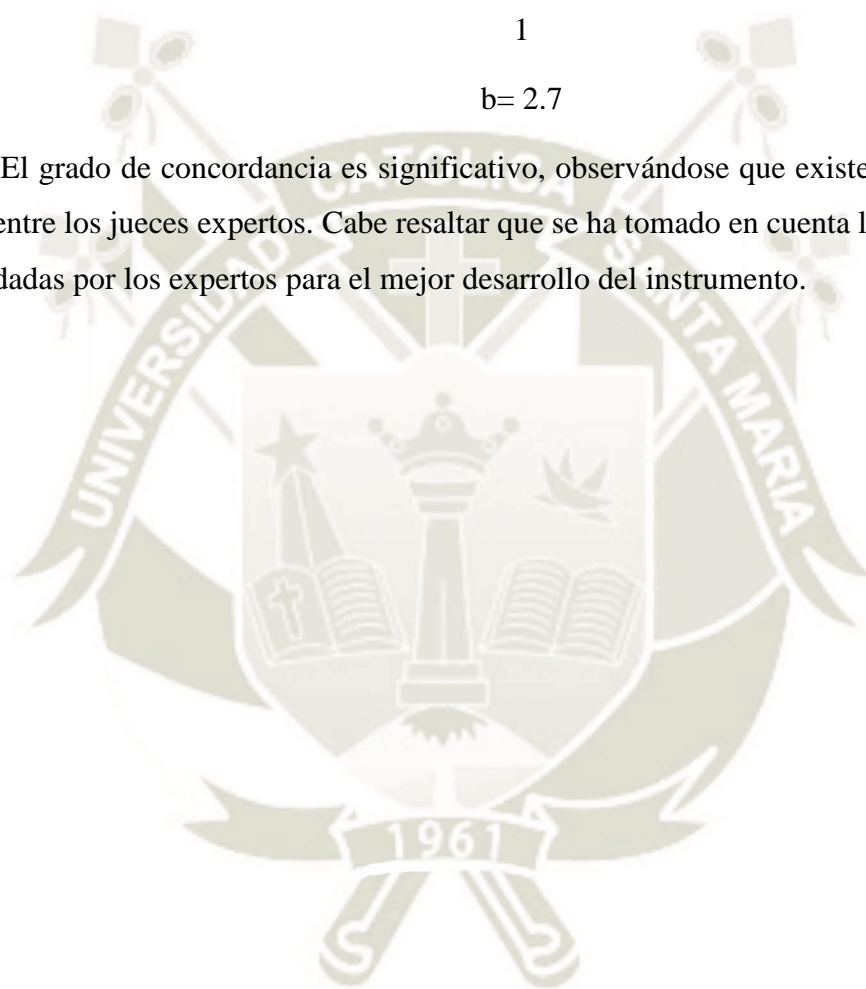 1
b= 2.7
El grado de concordancia es significativo, observándose que existe
entre los jueces expertos. Cabe resaltar que se ha tomado en cuenta l
dadas por los expertos para el mejor desarrollo del instrumento.
UNIVERSIDAD CATOLICA SANTA MARIA
1961